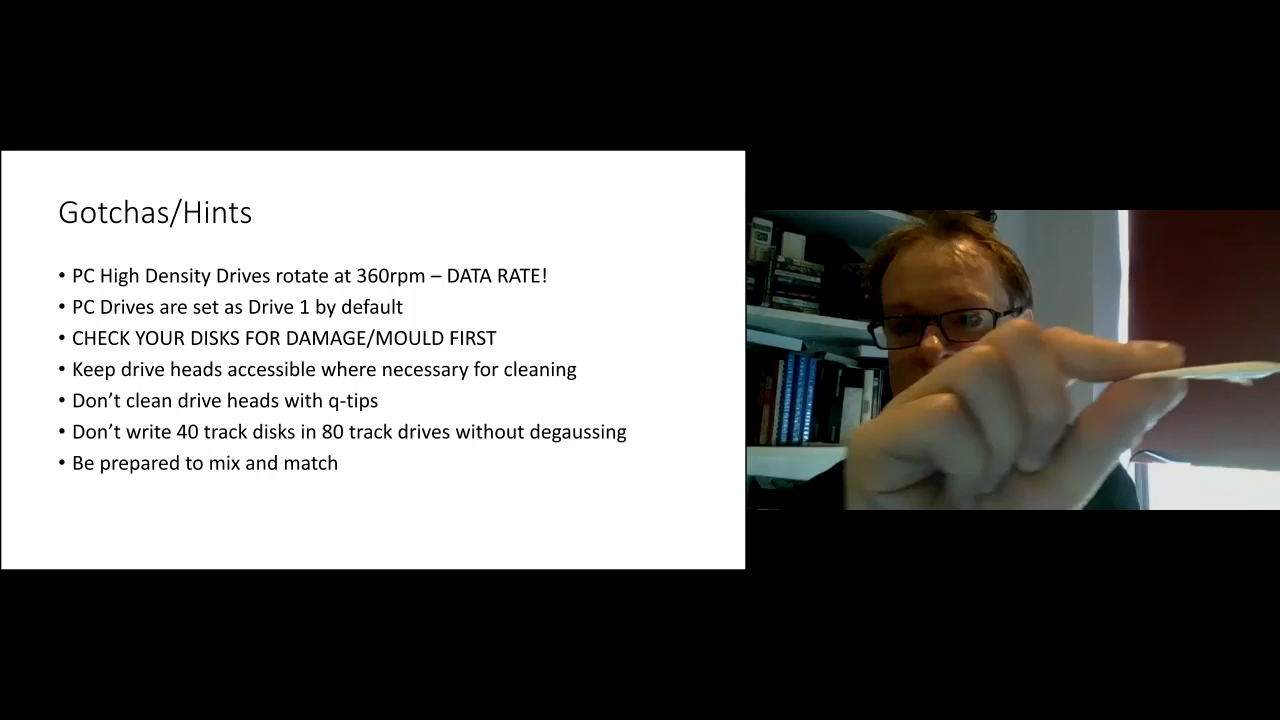 Gotchas/Hints
• PC High Density Drives rotate at 360rpm – DATA RATE!
• PC Drives are set as Drive 1 by default
• CHECK YOUR DISKS FOR DAMAGE/MOULD FIRST
• Keep drive heads accessible where necessary for cleaning
• Don’t clean drive heads with q-tips
• Don’t write 40 track disks in 80 track drives without degaussing
• Be prepared to mix and match